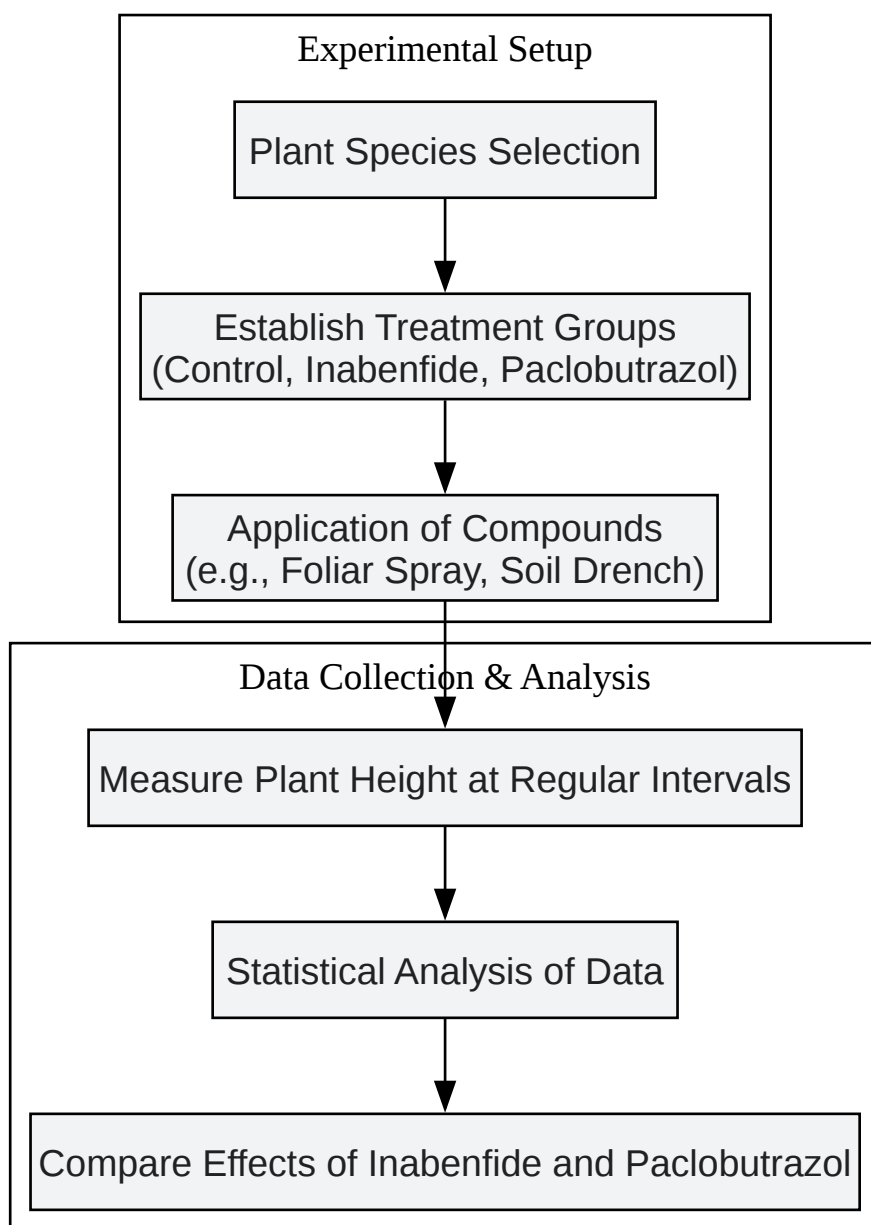 Experimental Setup
Plant Species Selection
Establish Treatment Groups
(Control, Inabenfide, Paclobutrazol)
Application of Compounds
(e.g., Foliar Spray, Soil Drench)
Data Collection & Analysis
Measure Plant Height at Regular Intervals
Statistical Analysis of Data
Compare Effects of Inabenfide and Paclobutrazol